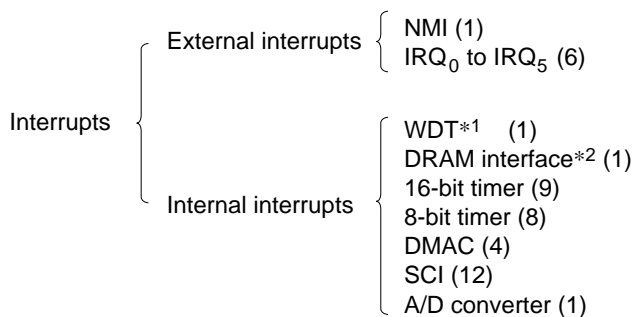 Interrupts
External interrupts
NMI (1)
IRQ0 to IRQ5 (6)
Internal interrupts
WDT*1 (1)
DRAM interface*2 (1)
16-bit timer (9)
8-bit timer (8)
DMAC (4)
SCI (12)
A/D converter (1)